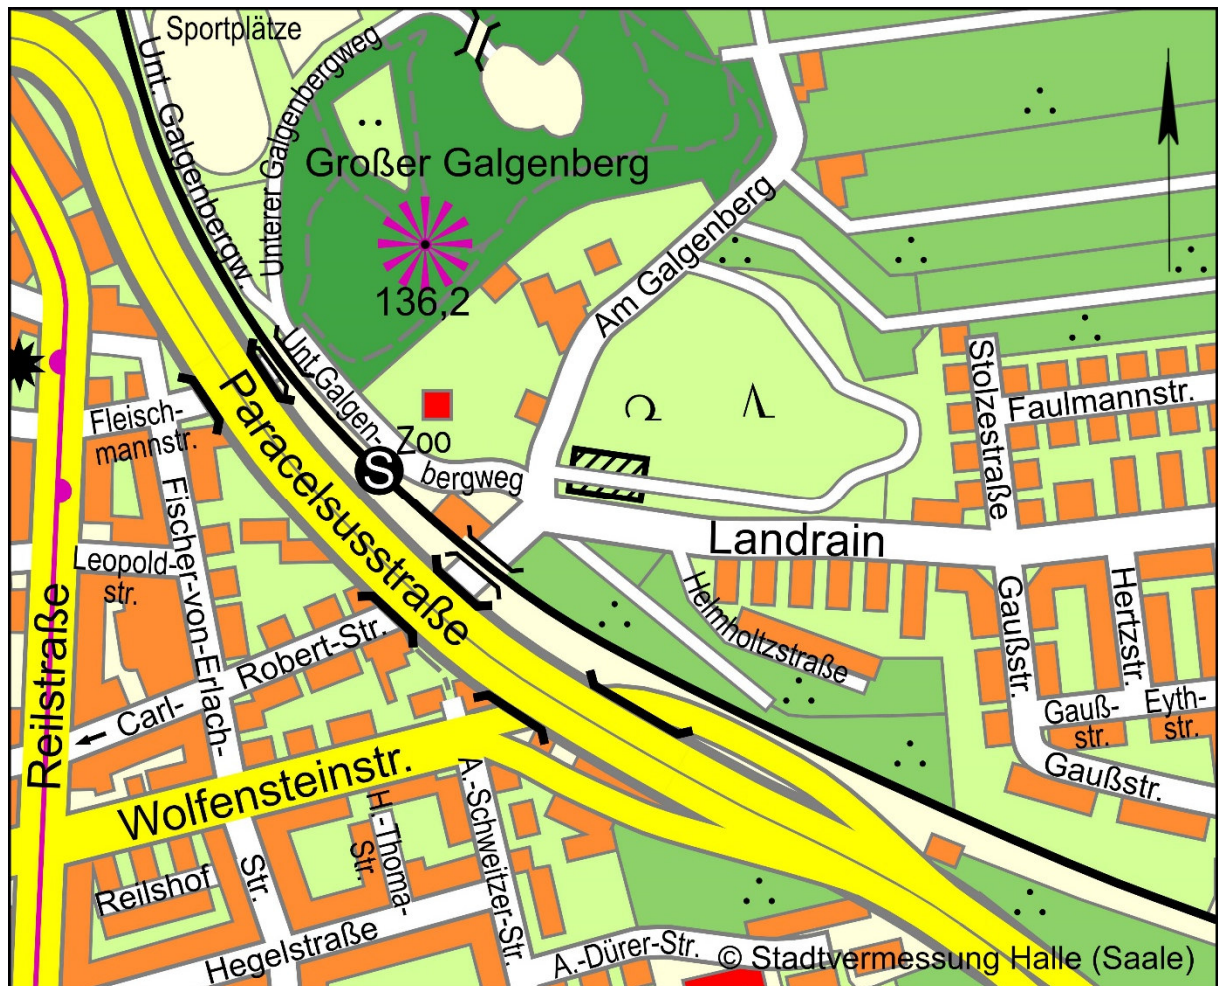 Sportplätze
Unt. Galgenbergw.
Unterer Galgenbergweg
Großer Galgenberg
136,2
Am Galgenberg
Unt. Galgen-
bergweg
Zoo
S
Stolzestraße
Faulmannstr.
Fleisch-
mannstr.
Paracelsusstraße
Landrain
Leopold-
str.
Fischer-von-Erlach-
Str.
Helmholtzstraße
Gaußstr.
Hertzstr.
Reilstraße
Carl-
Robert-Str.
Gauß-
str.
Eyth-
str.
Gaußstr.
Wolfensteinstr.
H.-Thoma-
Str.
A.-Schweitzer-Str.
Reilshof
Hegelstraße
A.-Dürer-Str.
© Stadtvermessung Halle (Saale)